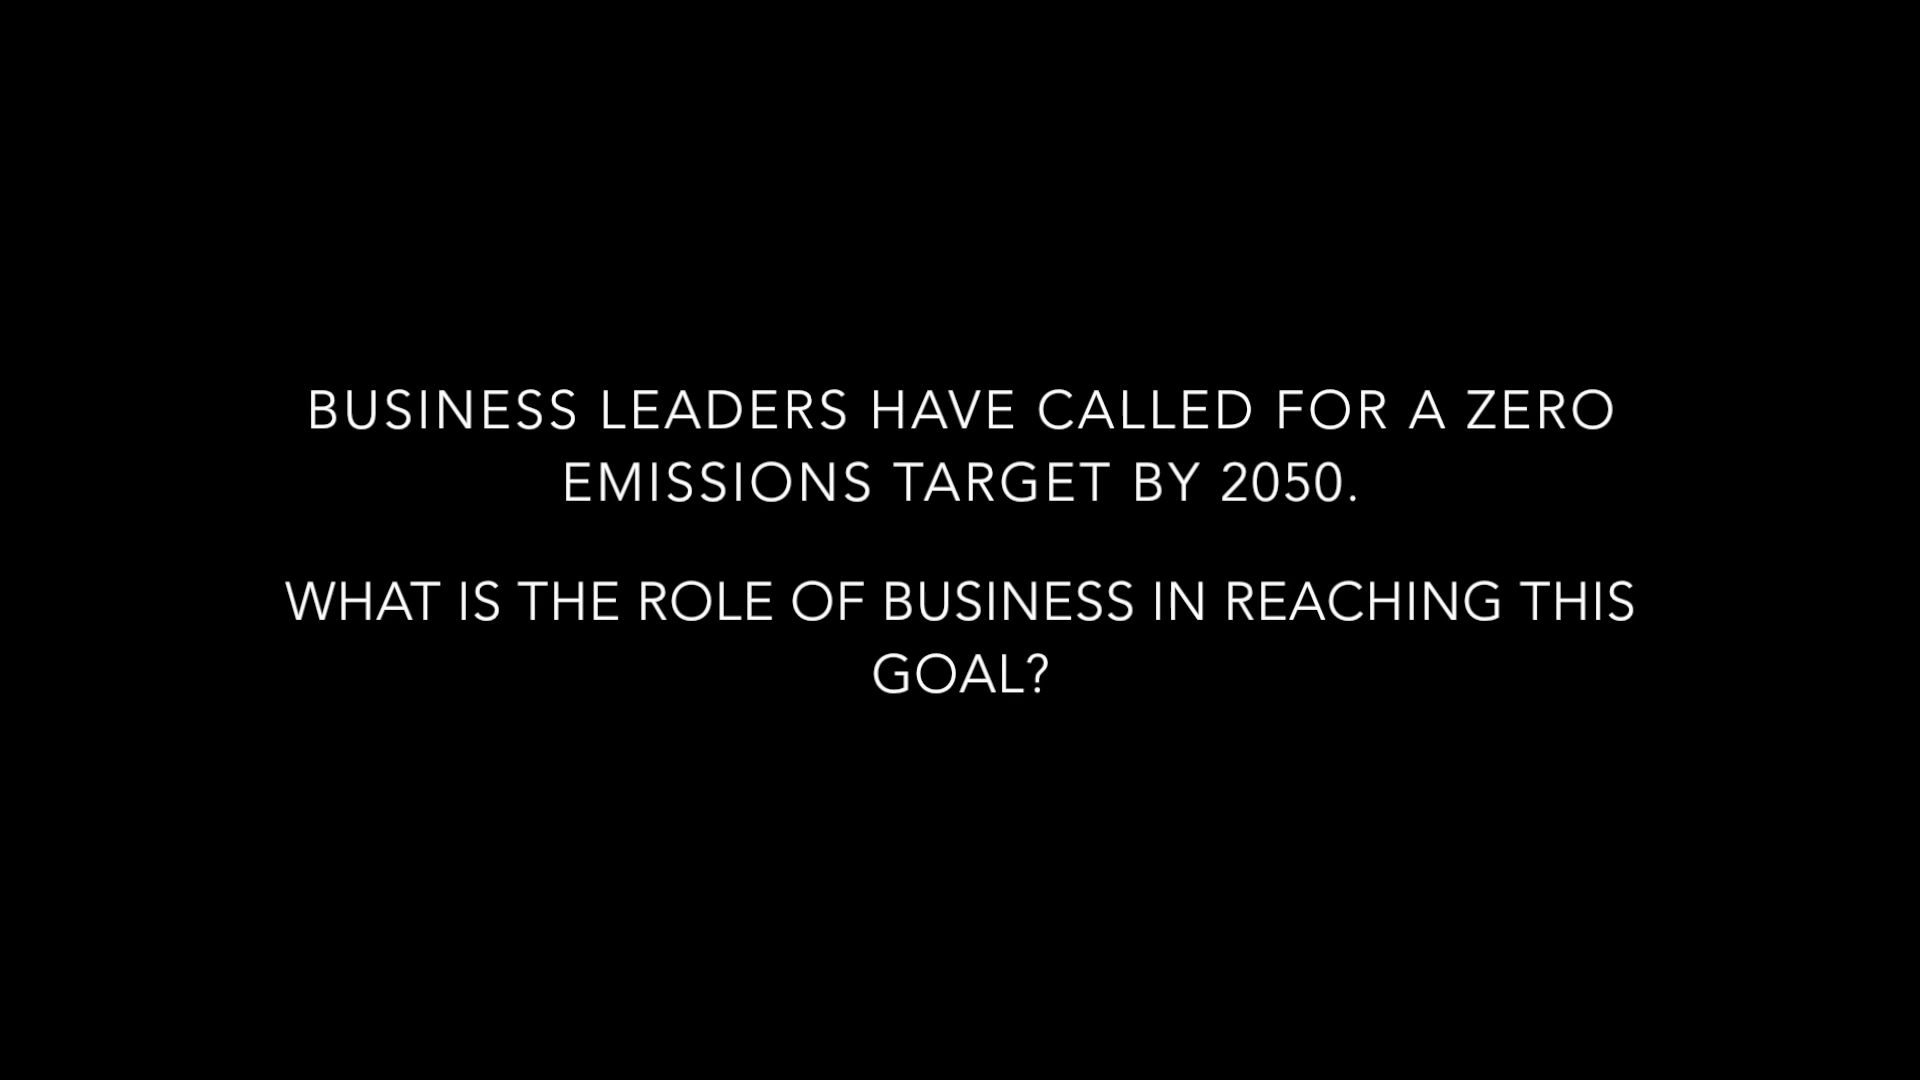 BUSINESS LEADERS HAVE CALLED FOR A ZERO
EMISSIONS TARGET BY 2050.
WHAT IS THE ROLE OF BUSINESS IN REACHING THIS
GOAL?